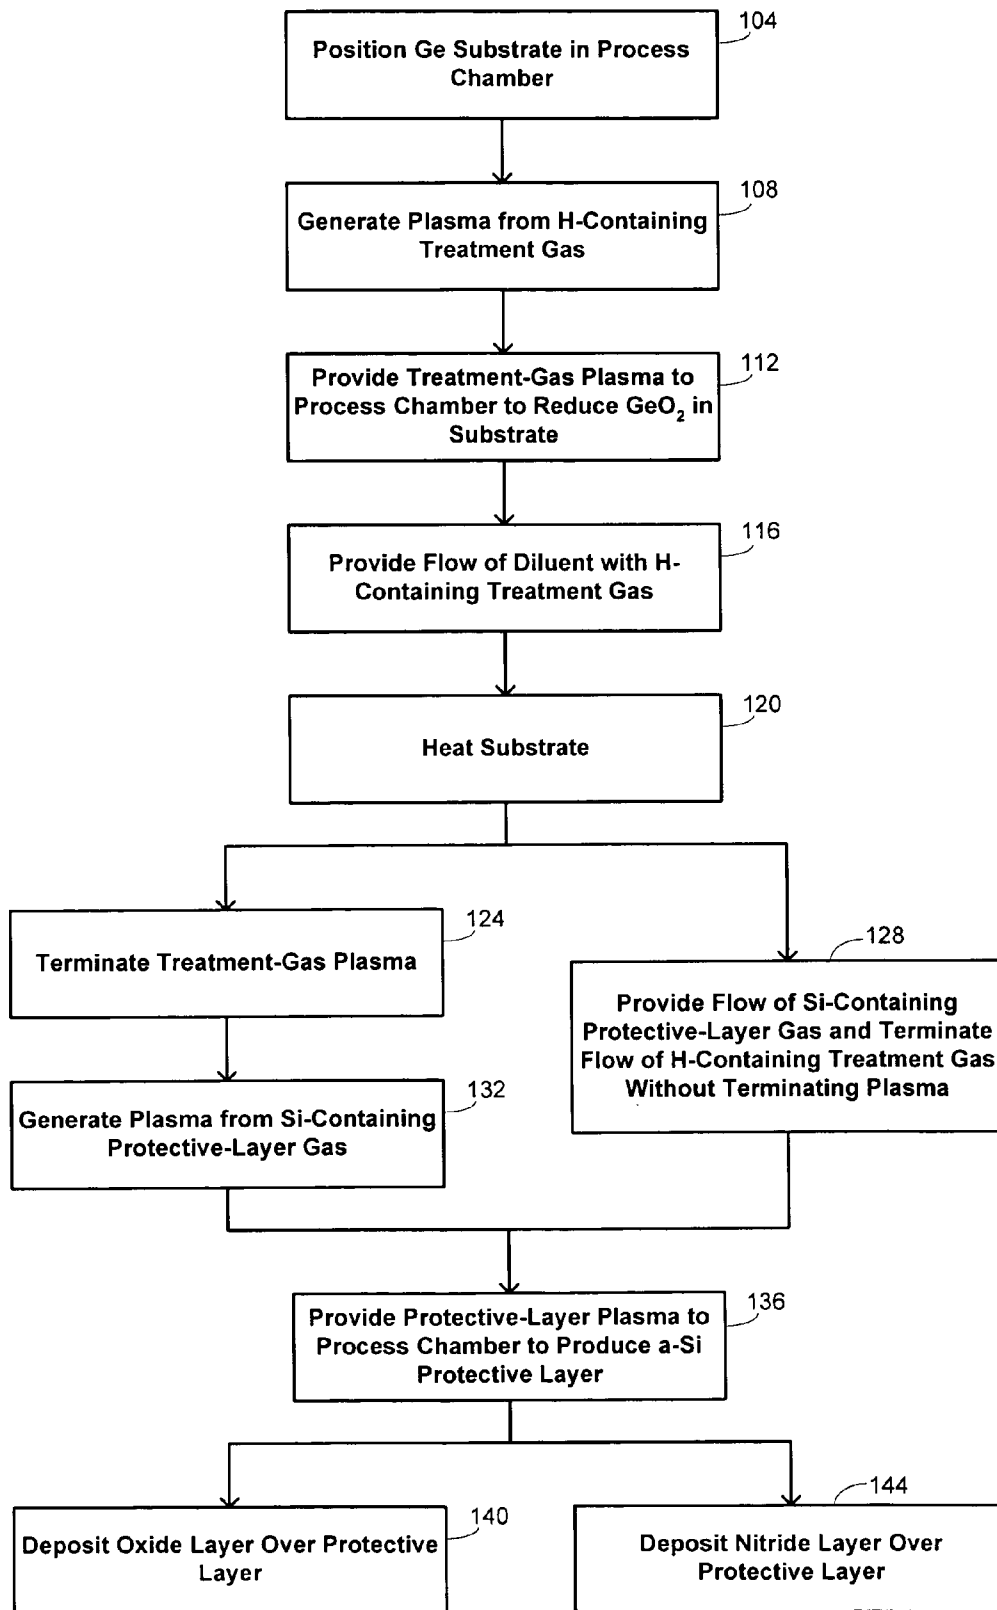 104
Position Ge Substrate in Process
Chamber
108
Generate Plasma from H-Containing
Treatment Gas
112
Provide Treatment-Gas Plasma to
Process Chamber to Reduce GeO₂ in
Substrate
116
Provide Flow of Diluent with H-
Containing Treatment Gas
120
Heat Substrate
124
Terminate Treatment-Gas Plasma
128
Provide Flow of Si-Containing
Protective-Layer Gas and Terminate
Flow of H-Containing Treatment Gas
Without Terminating Plasma
132
Generate Plasma from Si-Containing
Protective-Layer Gas
136
Provide Protective-Layer Plasma to
Process Chamber to Produce a-Si
Protective Layer
140
Deposit Oxide Layer Over Protective
Layer
144
Deposit Nitride Layer Over
Protective Layer